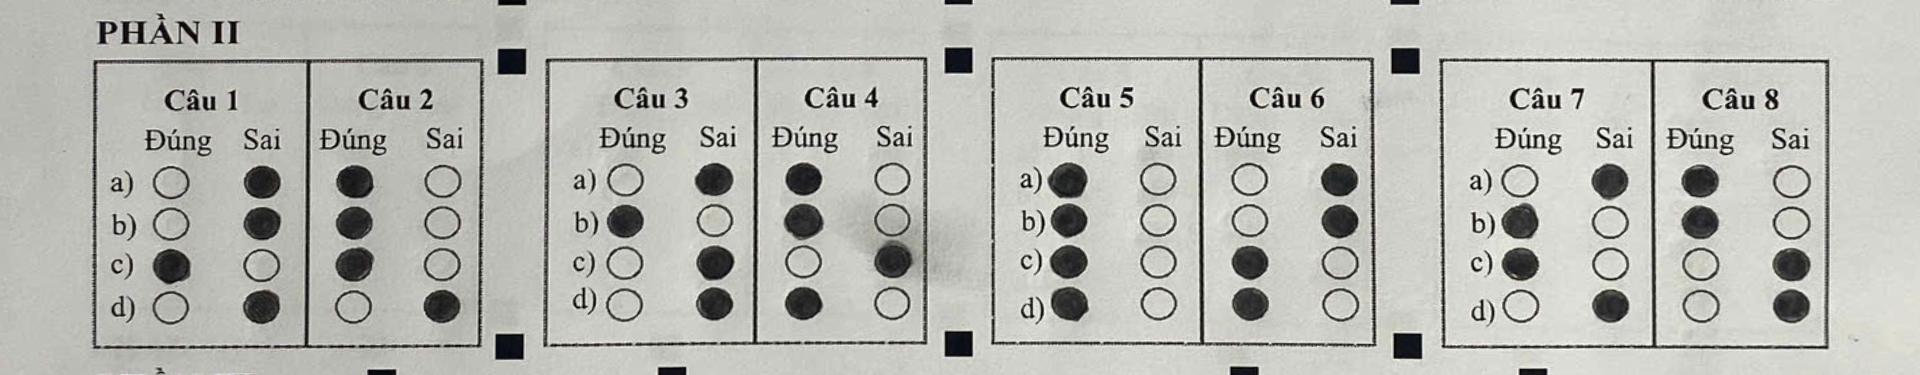 PHẦN II
Câu 1 Câu 2 Câu 3 Câu 4 Câu 5 Câu 6 Câu 7 Câu 8
Đúng Sai Đúng Sai Đúng Sai Đúng Sai Đúng Sai Đúng Sai Đúng Sai Đúng Sai
a) a) a) a)
b) b) b) b)
c) c) c) c)
d) d) d) d)